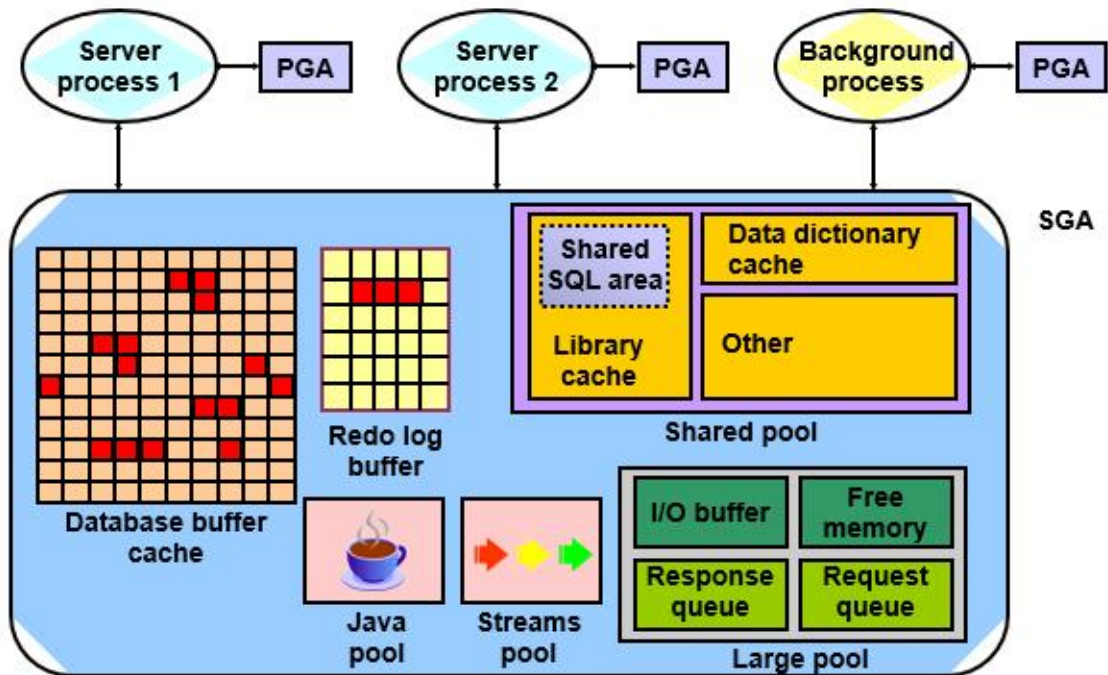 Server
process 1
PGA
Server
process 2
PGA
Background
process
PGA
SGA
Shared
SQL area
Library
cache
Data dictionary
cache
Other
Shared pool
Redo log
buffer
Database buffer
cache
Java
pool
Streams
pool
I/O buffer
Free
memory
Response
queue
Request
queue
Large pool